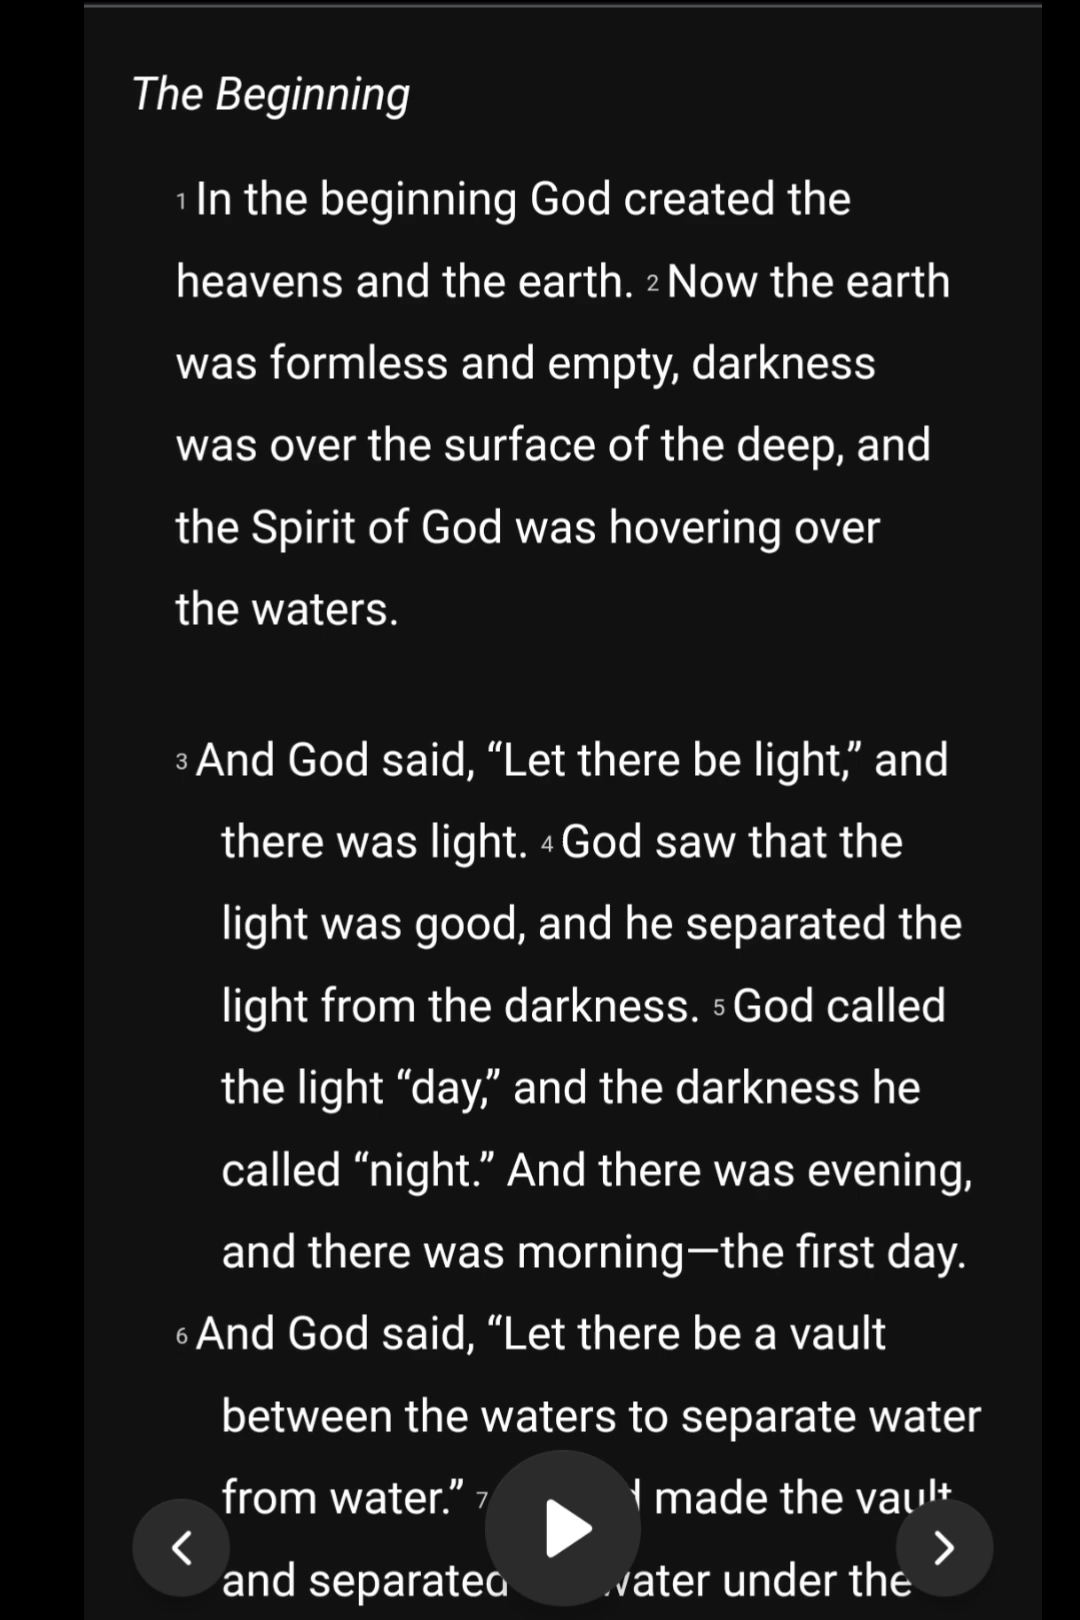 The Beginning
1 In the beginning God created the
heavens and the earth. 2 Now the earth
was formless and empty, darkness
was over the surface of the deep, and
the Spirit of God was hovering over
the waters.
3 And God said, “Let there be light,” and
there was light. 4 God saw that the
light was good, and he separated the
light from the darkness. 5 God called
the light “day,” and the darkness he
called “night.” And there was evening,
and there was morning—the first day.
6 And God said, “Let there be a vault
between the waters to separate water
from water.” 7 made the vault
and separated water under the